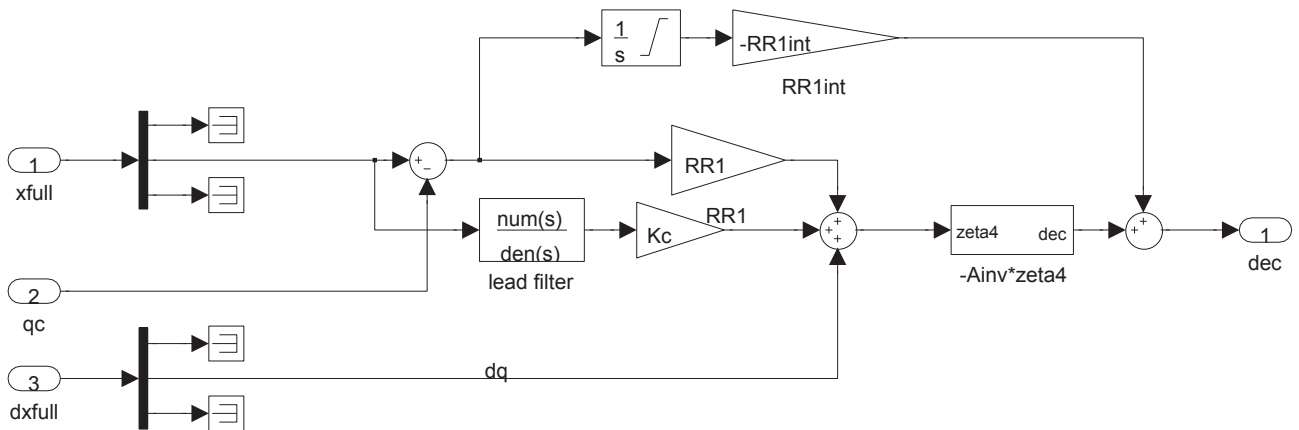 1
s
-RR1int
RR1int
1
xfull
+
−
RR1
num(s)
den(s)
lead filter
Kc
RR1
+
+
+
zeta4
dec
-Ainv*zeta4
+
+
1
dec
2
qc
3
dxfull
dq